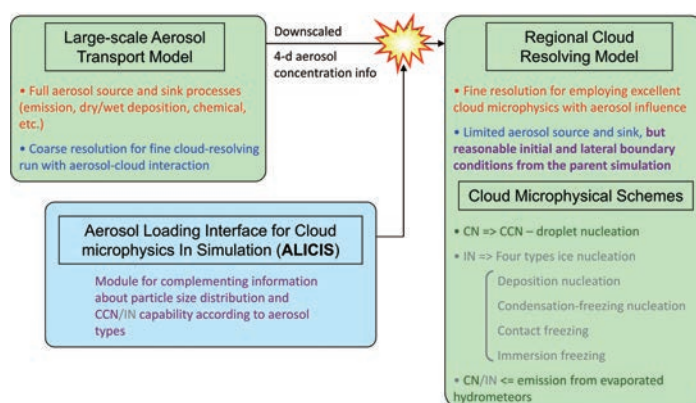 Large-scale Aerosol
Transport Model
• Full aerosol source and sink processes
(emission, dry/wet deposition, chemical,
etc.)
• Coarse resolution for fine cloud-resolving
run with aerosol-cloud interaction
Downscaled
4-d aerosol
concentration info
Aerosol Loading Interface for Cloud
microphysics In Simulation (ALICIS)
Module for complementing information
about particle size distribution and
CCN/IN capability according to aerosol
types
Regional Cloud
Resolving Model
• Fine resolution for employing excellent
cloud microphysics with aerosol influence
• Limited aerosol source and sink, but
reasonable initial and lateral boundary
conditions from the parent simulation
Cloud Microphysical Schemes
• CN => CCN – droplet nucleation
• IN => Four types ice nucleation
Deposition nucleation
Condensation-freezing nucleation
Contact freezing
Immersion freezing
• CN/IN <= emission from evaporated
hydrometeors